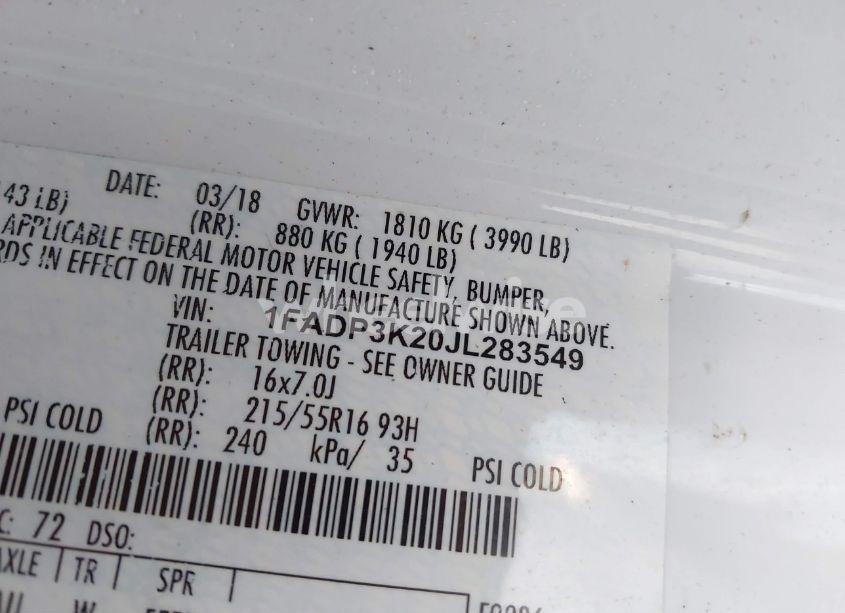 DATE: 03/18 GVWR: 1810 KG ( 3990 LB)
43 LB) (RR): 880 KG ( 1940 LB)
APPLICABLE FEDERAL MOTOR VEHICLE SAFETY, BUMPER,
RDS IN EFFECT ON THE DATE OF MANUFACTURE SHOWN ABOVE.
VIN: 1FADP3K20JL283549
TRAILER TOWING - SEE OWNER GUIDE
(RR): 16x7.0J
(RR): 215/55R16 93H
PSI COLD (RR): 240 kPa/ 35 PSI COLD
C: 72 DSO:
AXLE TR SPR